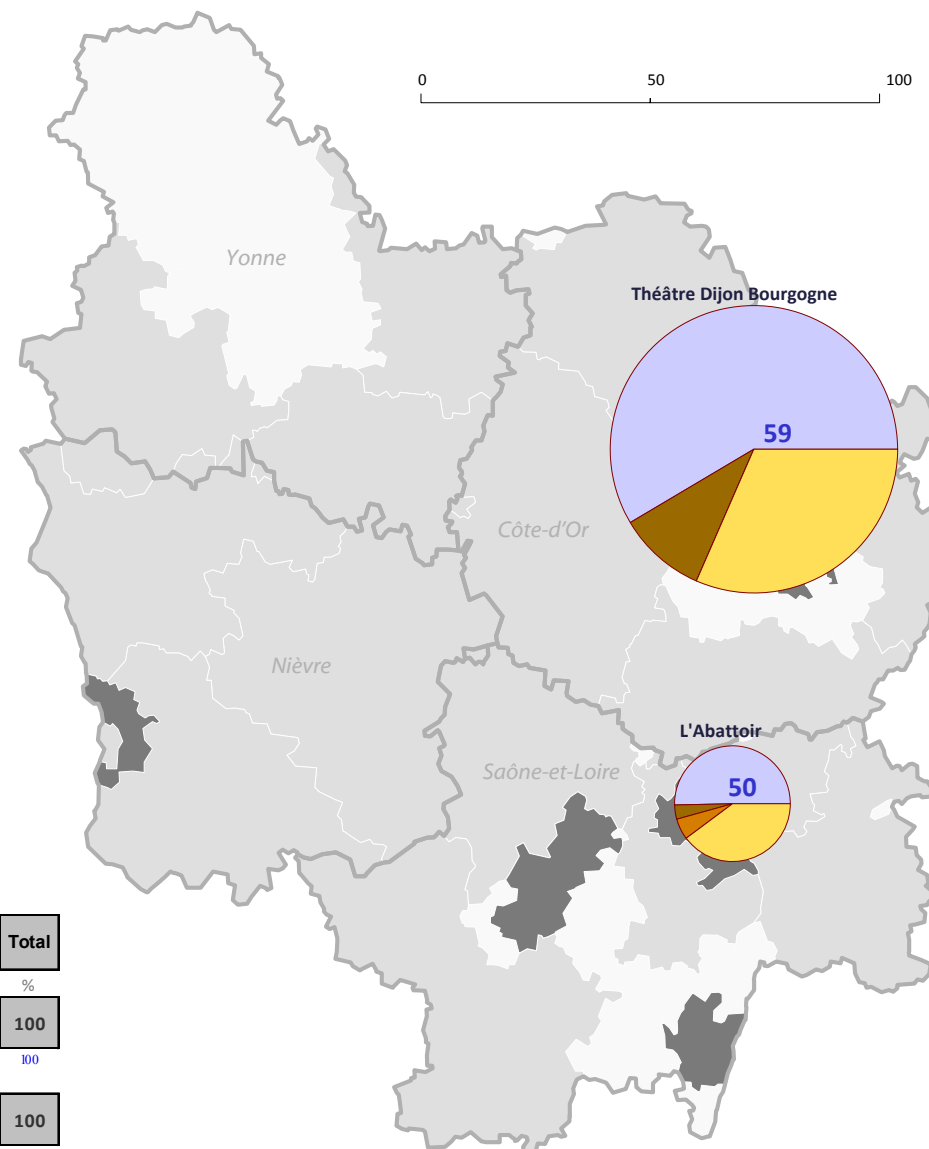 0 50 100
Yonne
Théâtre Dijon Bourgogne
59
Côte-d'Or
Nièvre
L'Abattoir
Saône-et-Loire
50
Total
%
100
100
100